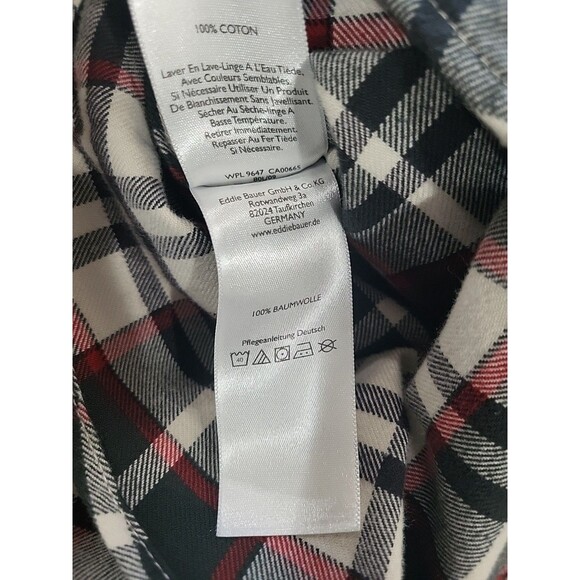 100% COTON
Laver En Lave-Linge A L'Eau Tiède,
Avec Couleurs Semblables.
Si Nécessaire Utiliser Un Produit
De Blanchissement Sans Javellisant.
Sécher Au Sèche-linge A
Basse Température.
Retirer Immédiatement.
Repasser Au Fer Tiède
Si Nécessaire.
WPL 9647 CA00665
Eddie Bauer GmbH & Co.KG
Rotwandweg 3a
82024 Taufkirchen
GERMANY
www.eddiebauer.de
100% BAUMWOLLE
Pflegeanleitung Deutsch
40